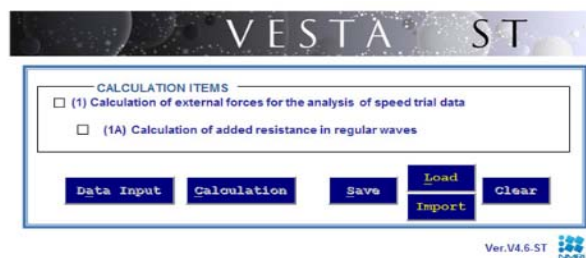 VESTA ST
CALCULATION ITEMS
(1) Calculation of external forces for the analysis of speed trial data
(1A) Calculation of added resistance in regular waves
Data Input Calculation Save Load Clear
Import
Ver.V4.6-ST